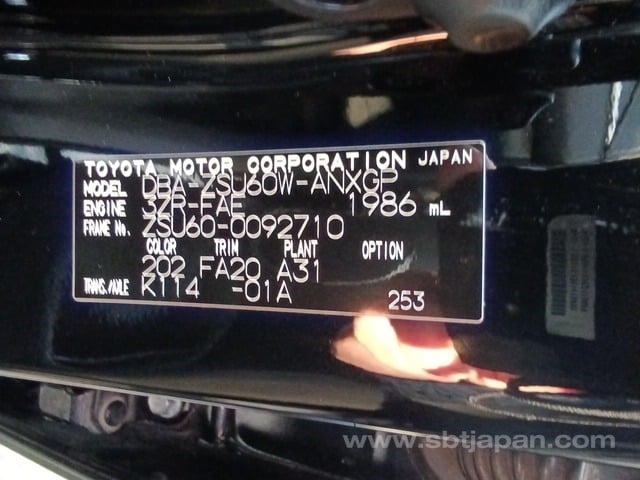 TOYOTA MOTOR CORPORATION JAPAN
MODEL DBA-ZSU60W-ANXGP
ENGINE 3ZR-FAE 1986 mL
FRAME No. ZSU60-0092710
COLOR TRIM PLANT OPTION
202 FA20 A31
TRANS./AXLE K114 -01A 253
www.sbtjapan.com